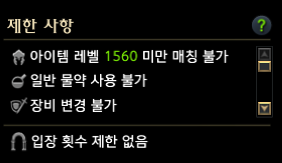 제한 사항
?
아이템 레벨 1560 미만 매칭 불가
일반 물약 사용 불가
장비 변경 불가
입장 횟수 제한 없음